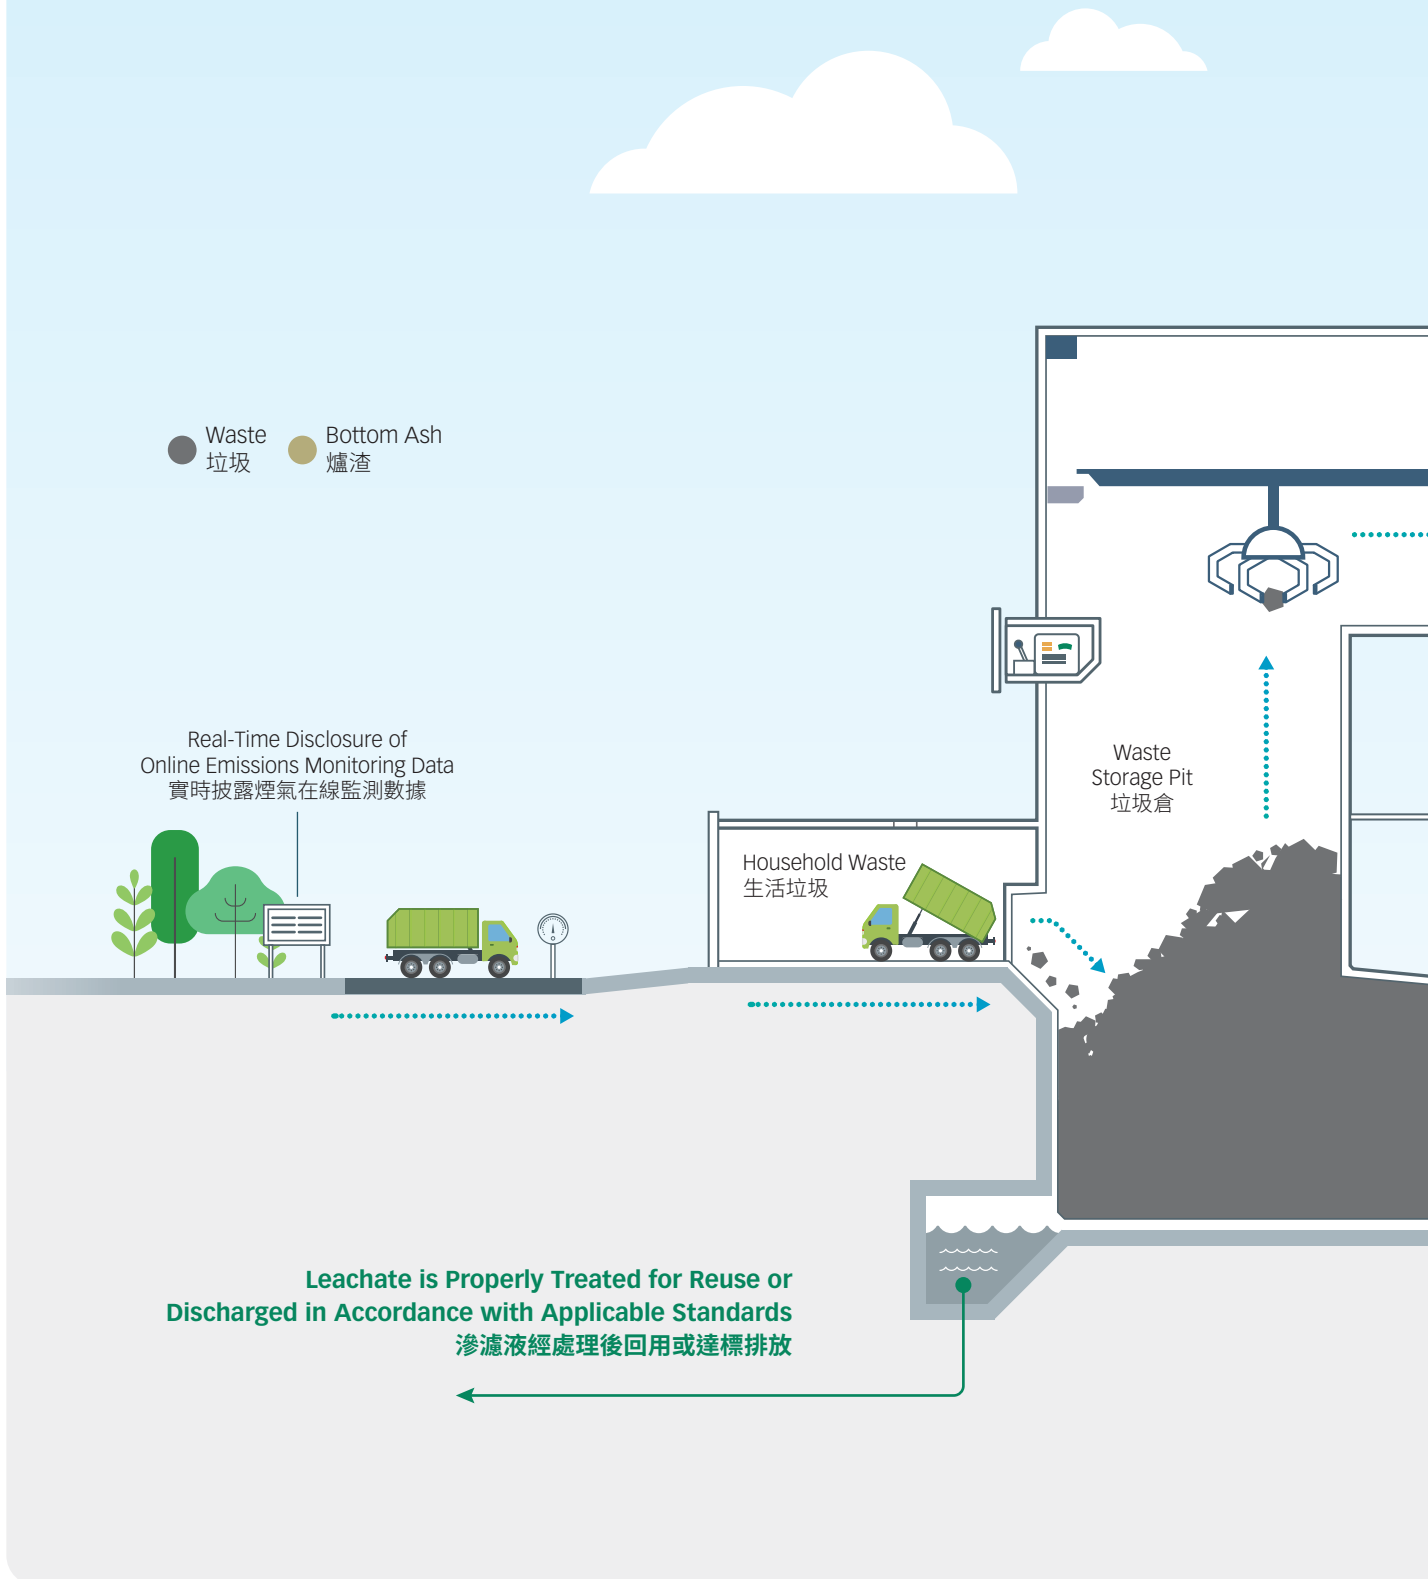 Waste
垃圾
Bottom Ash
爐渣
Real-Time Disclosure of
Online Emissions Monitoring Data
實時披露煙氣在線監測數據
Waste
Storage Pit
垃圾倉
Household Waste
生活垃圾
Leachate is Properly Treated for Reuse or
Discharged in Accordance with Applicable Standards
滲濾液經處理後回用或達標排放